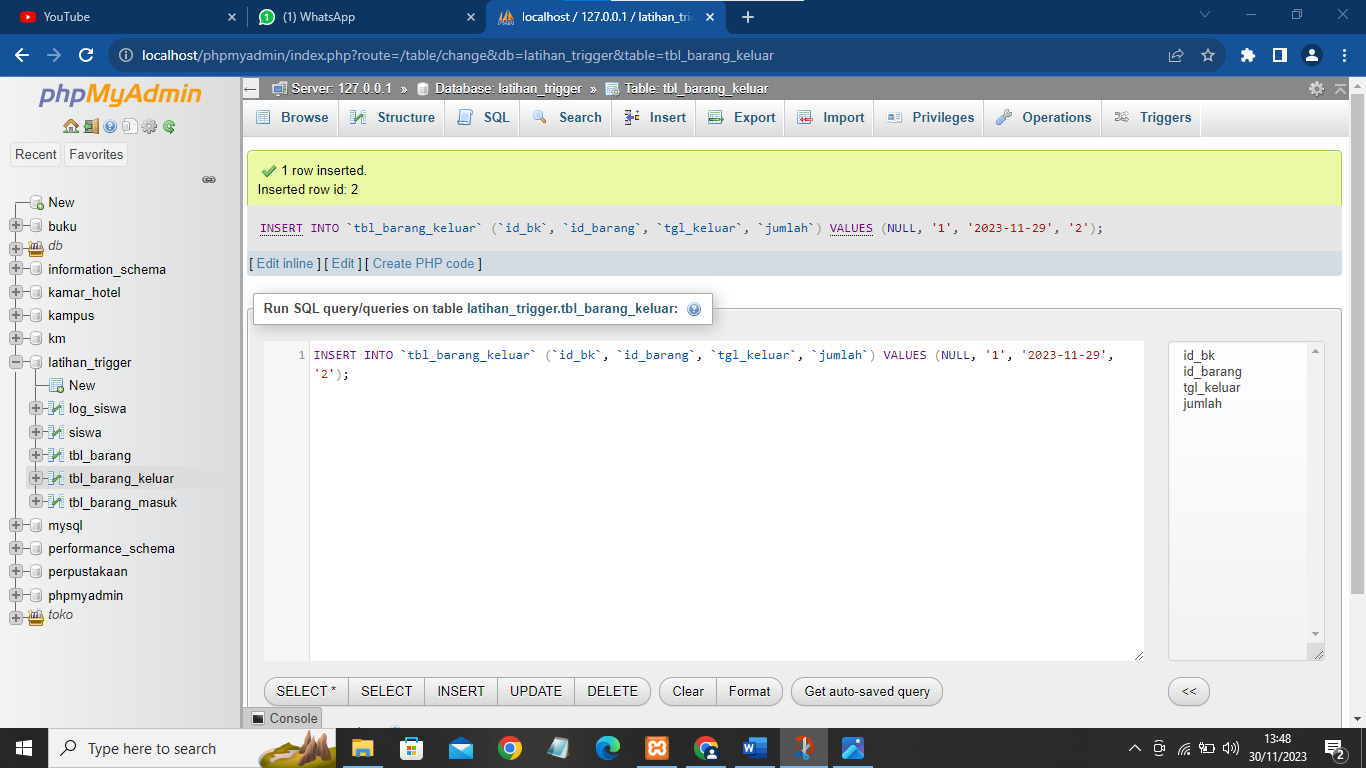 YouTube
(1) WhatsApp
localhost / 127.0.0.1 / latihan_tri
localhost/phpmyadmin/index.php?route=/table/change&db=latihan_trigger&table=tbl_barang_keluar
phpMyAdmin
Server: 127.0.0.1 » Database: latihan_trigger » Table: tbl_barang_keluar
Browse Structure SQL Search Insert Export Import Privileges Operations Triggers
Recent Favorites
New
buku
db
information_schema
kamar_hotel
kampus
km
latihan_trigger
New
log_siswa
siswa
tbl_barang
tbl_barang_keluar
tbl_barang_masuk
mysql
performance_schema
perpustakaan
phpmyadmin
toko
1 row inserted.
Inserted row id: 2
INSERT INTO `tbl_barang_keluar` (`id_bk`, `id_barang`, `tgl_keluar`, `jumlah`) VALUES (NULL, '1', '2023-11-29', '2');
[ Edit inline ] [ Edit ] [ Create PHP code ]
Run SQL query/queries on table latihan_trigger.tbl_barang_keluar:
1 INSERT INTO `tbl_barang_keluar` (`id_bk`, `id_barang`, `tgl_keluar`, `jumlah`) VALUES (NULL, '1', '2023-11-29',
'2');
id_bk
id_barang
tgl_keluar
jumlah
SELECT * SELECT INSERT UPDATE DELETE Clear Format Get auto-saved query <<
Console
Type here to search
13:48
30/11/2023
2